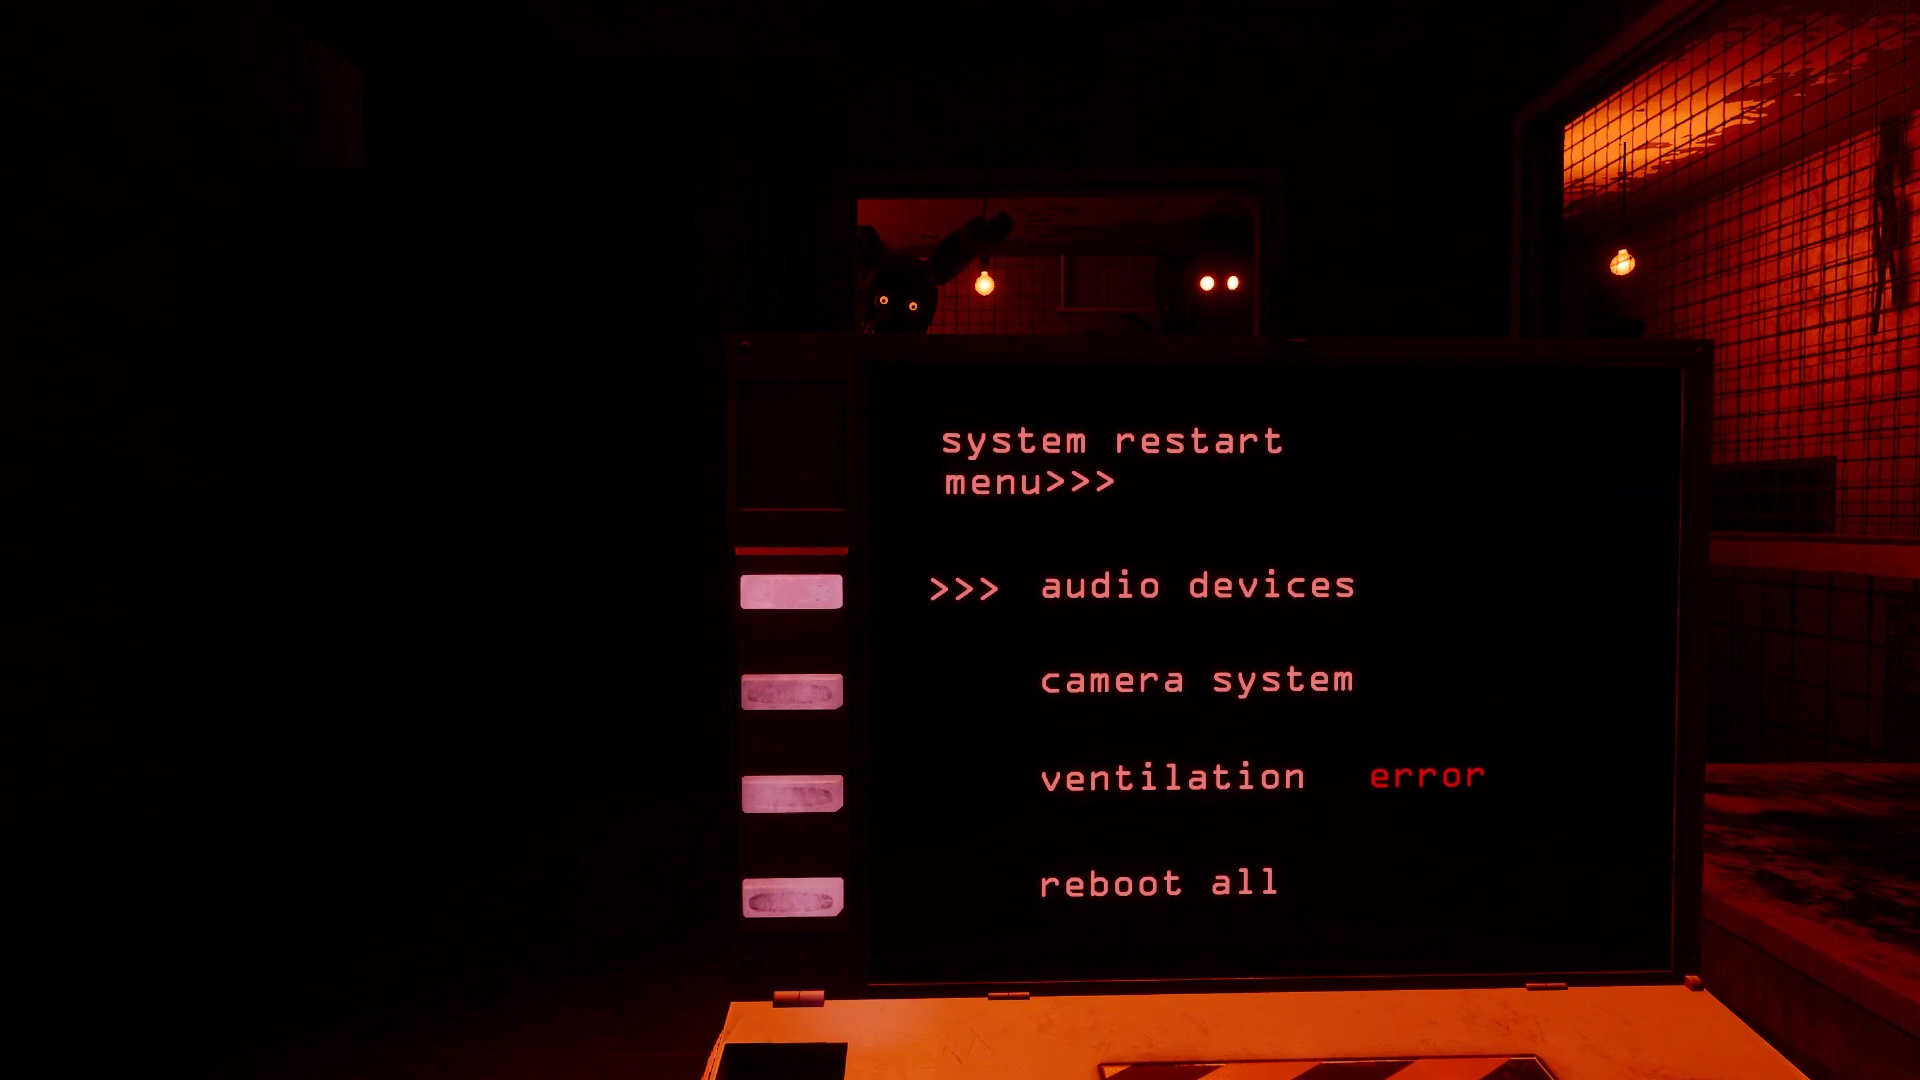 system restart
menu>>>
>>> audio devices
camera system
ventilation error
reboot all